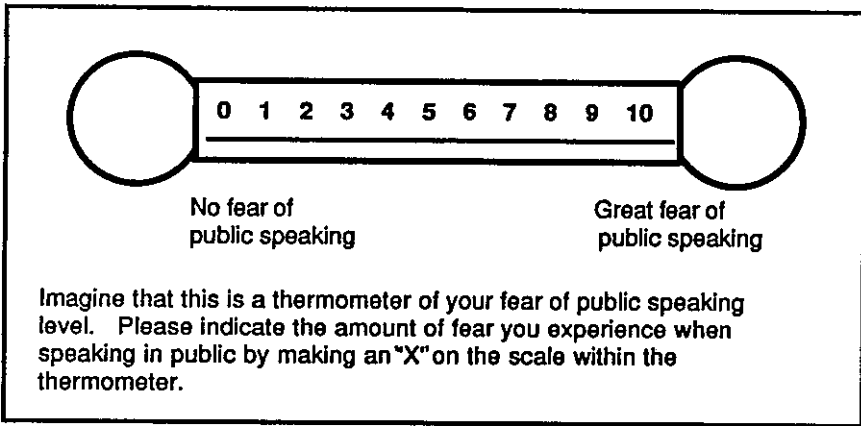 0 1 2 3 4 5 6 7 8 9 10
No fear of
public speaking
Great fear of
public speaking
Imagine that this is a thermometer of your fear of public speaking
level. Please indicate the amount of fear you experience when
speaking in public by making an "X" on the scale within the
thermometer.